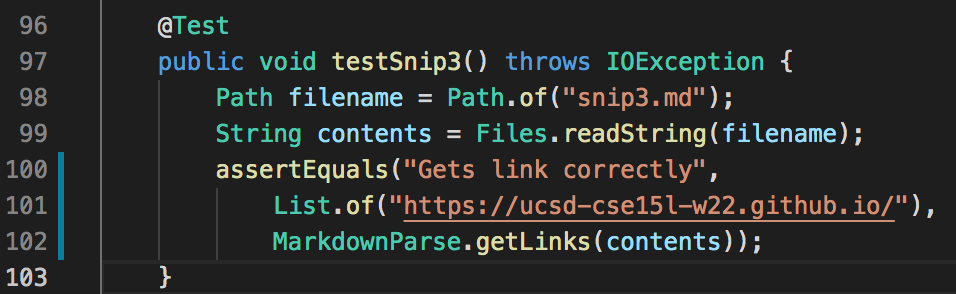 96 @Test
97 public void testSnip3() throws IOException {
98 Path filename = Path.of("snip3.md");
99 String contents = Files.readString(filename);
100 assertEquals("Gets link correctly",
101 List.of("https://ucsd-cse15l-w22.github.io/"),
102 MarkdownParse.getLinks(contents));
103 }